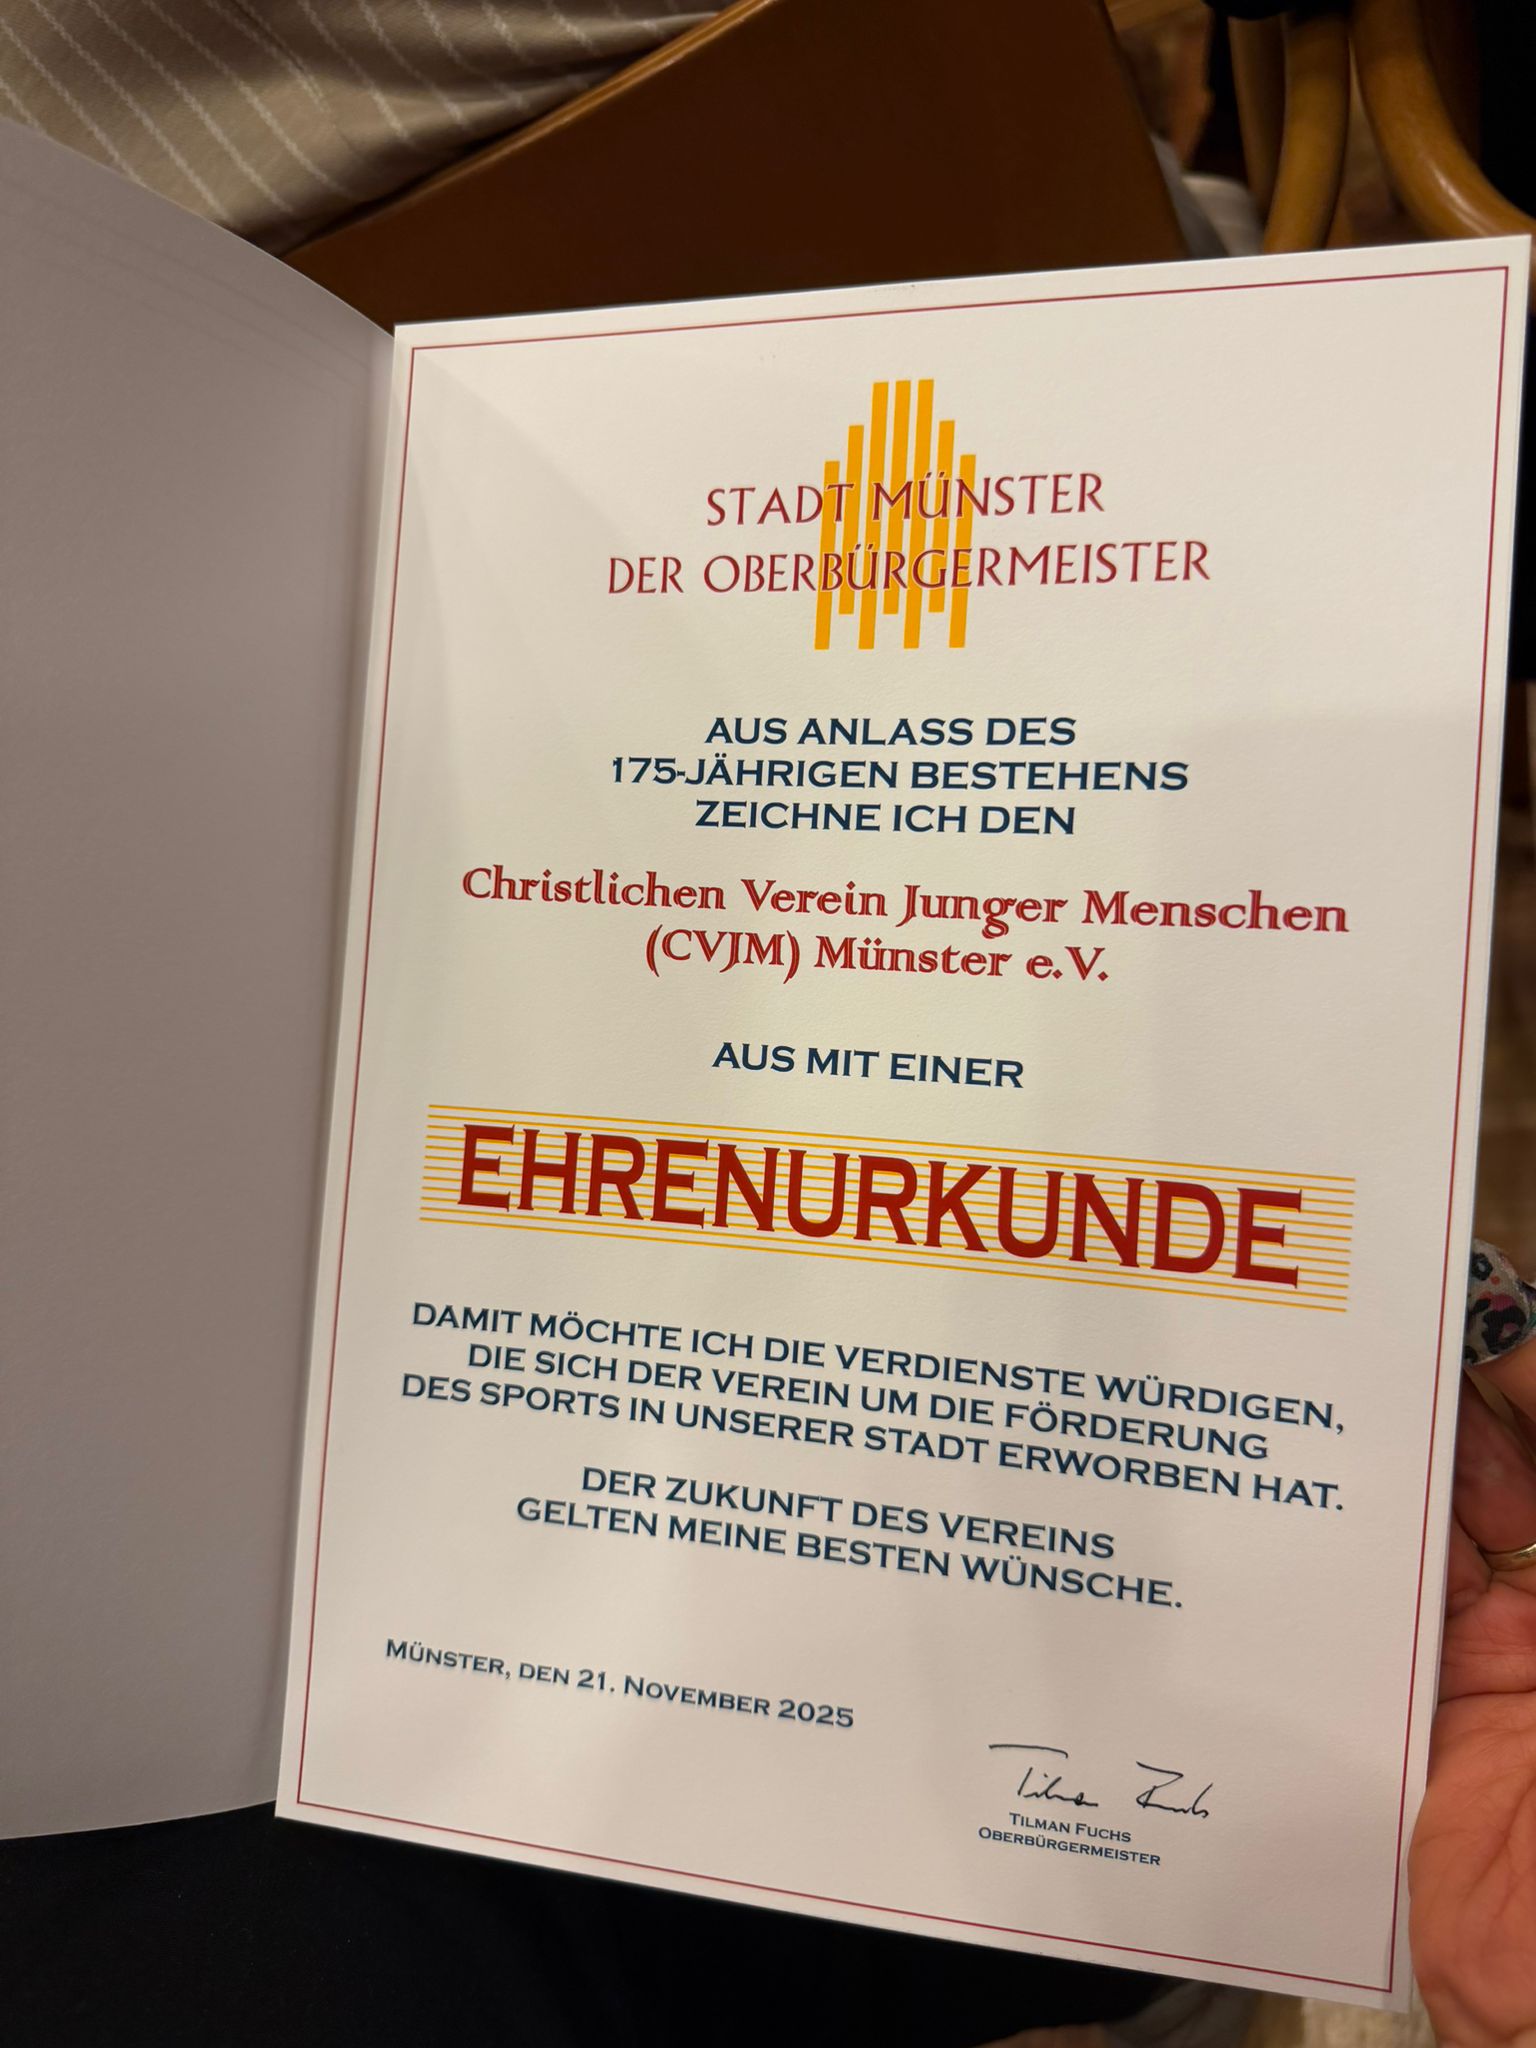 STADT MÜNSTER
DER OBERBÜRGERMEISTER
AUS ANLASS DES
175-JÄHRIGEN BESTEHENS
ZEICHNE ICH DEN
Christlichen Verein Junger Menschen
(CVJM) Münster e.V.
AUS MIT EINER
EHRENURKUNDE
DAMIT MÖCHTE ICH DIE VERDIENSTE WÜRDIGEN,
DIE SICH DER VEREIN UM DIE FÖRDERUNG
DES SPORTS IN UNSERER STADT ERWORBEN HAT.
DER ZUKUNFT DES VEREINS
GELTEN MEINE BESTEN WÜNSCHE.
MÜNSTER, DEN 21. NOVEMBER 2025
Tilman Fuchs
TILMAN FUCHS
OBERBÜRGERMEISTER